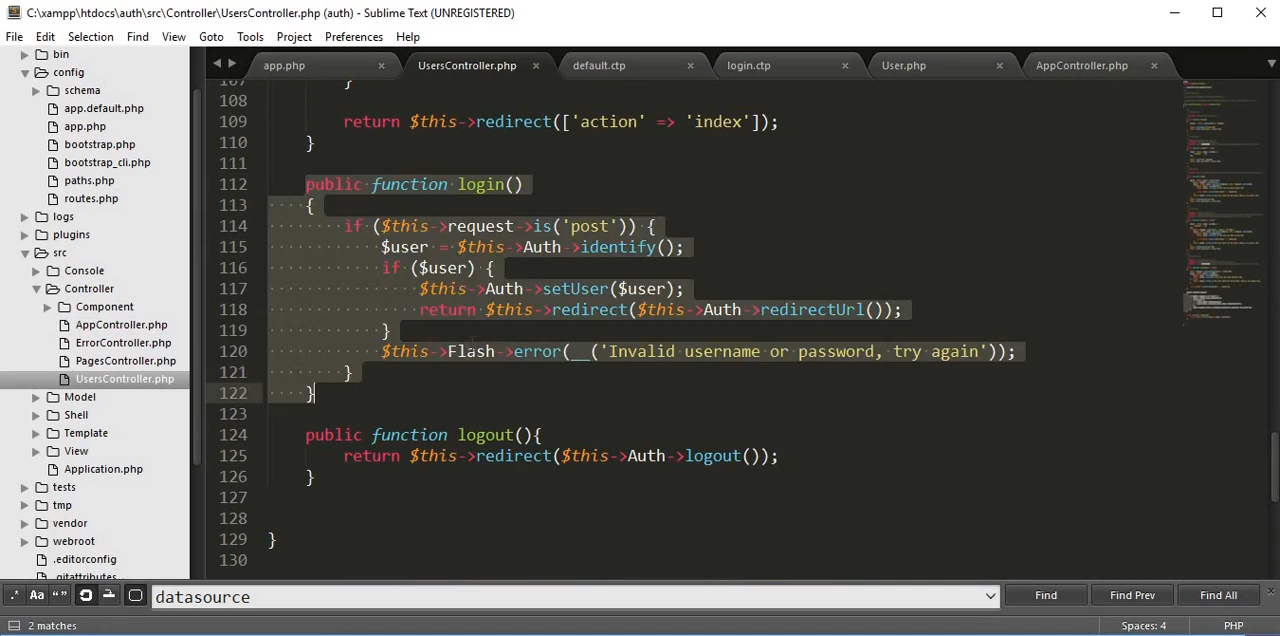 C:\xampp\htdocs\auth\src\Controller\UsersController.php (auth) - Sublime Text (UNREGISTERED)
File Edit Selection Find View Goto Tools Project Preferences Help
bin
config
schema
app.default.php
app.php
bootstrap.php
bootstrap_cli.php
paths.php
routes.php
logs
plugins
src
Console
Controller
Component
AppController.php
ErrorController.php
PagesController.php
UsersController.php
Model
Shell
Template
View
Application.php
tests
tmp
vendor
webroot
.editorconfig
.gitattributes
app.php UsersController.php default.ctp login.ctp User.php AppController.php
107 }
108
109 return $this->redirect(['action' => 'index']);
110 }
111
112 public function login()
113 {
114 if ($this->request->is('post')) {
115 $user = $this->Auth->identify();
116 if ($user) {
117 $this->Auth->setUser($user);
118 return $this->redirect($this->Auth->redirectUrl());
119 }
120 $this->Flash->error(__('Invalid username or password, try again'));
121 }
122 }
123
124 public function logout(){
125 return $this->redirect($this->Auth->logout());
126 }
127
128
129 }
130
.* Aa “” datasource Find Find Prev Find All
2 matches Spaces: 4 PHP